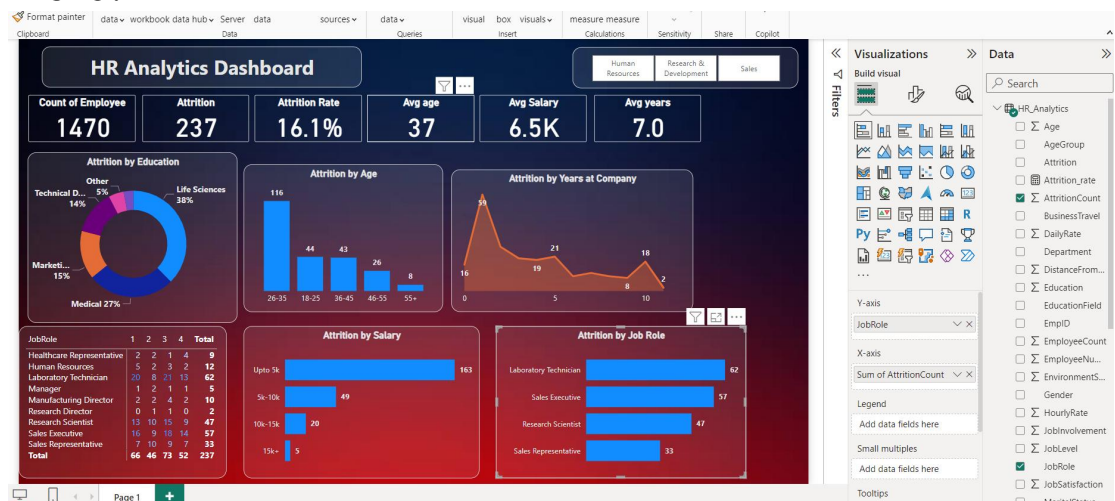 Format painter
data workbook data hub Server data sources data visual box visuals measure measure
Clipboard Data Queries Insert Calculations Sensitivity Share Copilot
HR Analytics Dashboard
Human Resources
Research & Development
Sales
Count of Employee
1470
Attrition
237
Attrition Rate
16.1%
Avg age
37
Avg Salary
6.5K
Avg years
7.0
Attrition by Education
Other
5%
Technical D...
14%
Life Sciences
38%
Marketi...
15%
Medical 27%
Attrition by Age
116
44
43
26
8
26-35 18-25 36-45 46-55 55+
Attrition by Years at Company
59
16
19
21
8
18
2
0 5 10
JobRole 1 2 3 4 Total
Healthcare Representative 2 2 1 4 9
Human Resources 5 2 3 2 12
Laboratory Technician 20 8 21 13 62
Manager 1 2 1 1 5
Manufacturing Director 2 2 4 2 10
Research Director 0 1 1 0 2
Research Scientist 13 10 15 9 47
Sales Executive 16 9 18 14 57
Sales Representative 7 10 9 7 33
Total 66 46 73 52 237
Attrition by Salary
Upto 5k 163
5k-10k 49
10k-15k 20
15k+ 5
Attrition by Job Role
Laboratory Technician 62
Sales Executive 57
Research Scientist 47
Sales Representative 33
Page 1
Filters
Visualizations
Build visual
R
Py
...
Y-axis
JobRole
X-axis
Sum of AttritionCount
Legend
Add data fields here
Small multiples
Add data fields here
Tooltips
Data
Search
HR_Analytics
Age
AgeGroup
Attrition
Attrition_rate
AttritionCount
BusinessTravel
DailyRate
Department
DistanceFrom...
Education
EducationField
EmpID
EmployeeCount
EmployeeNu...
EnvironmentS...
Gender
HourlyRate
JobInvolvement
JobLevel
JobRole
JobSatisfaction